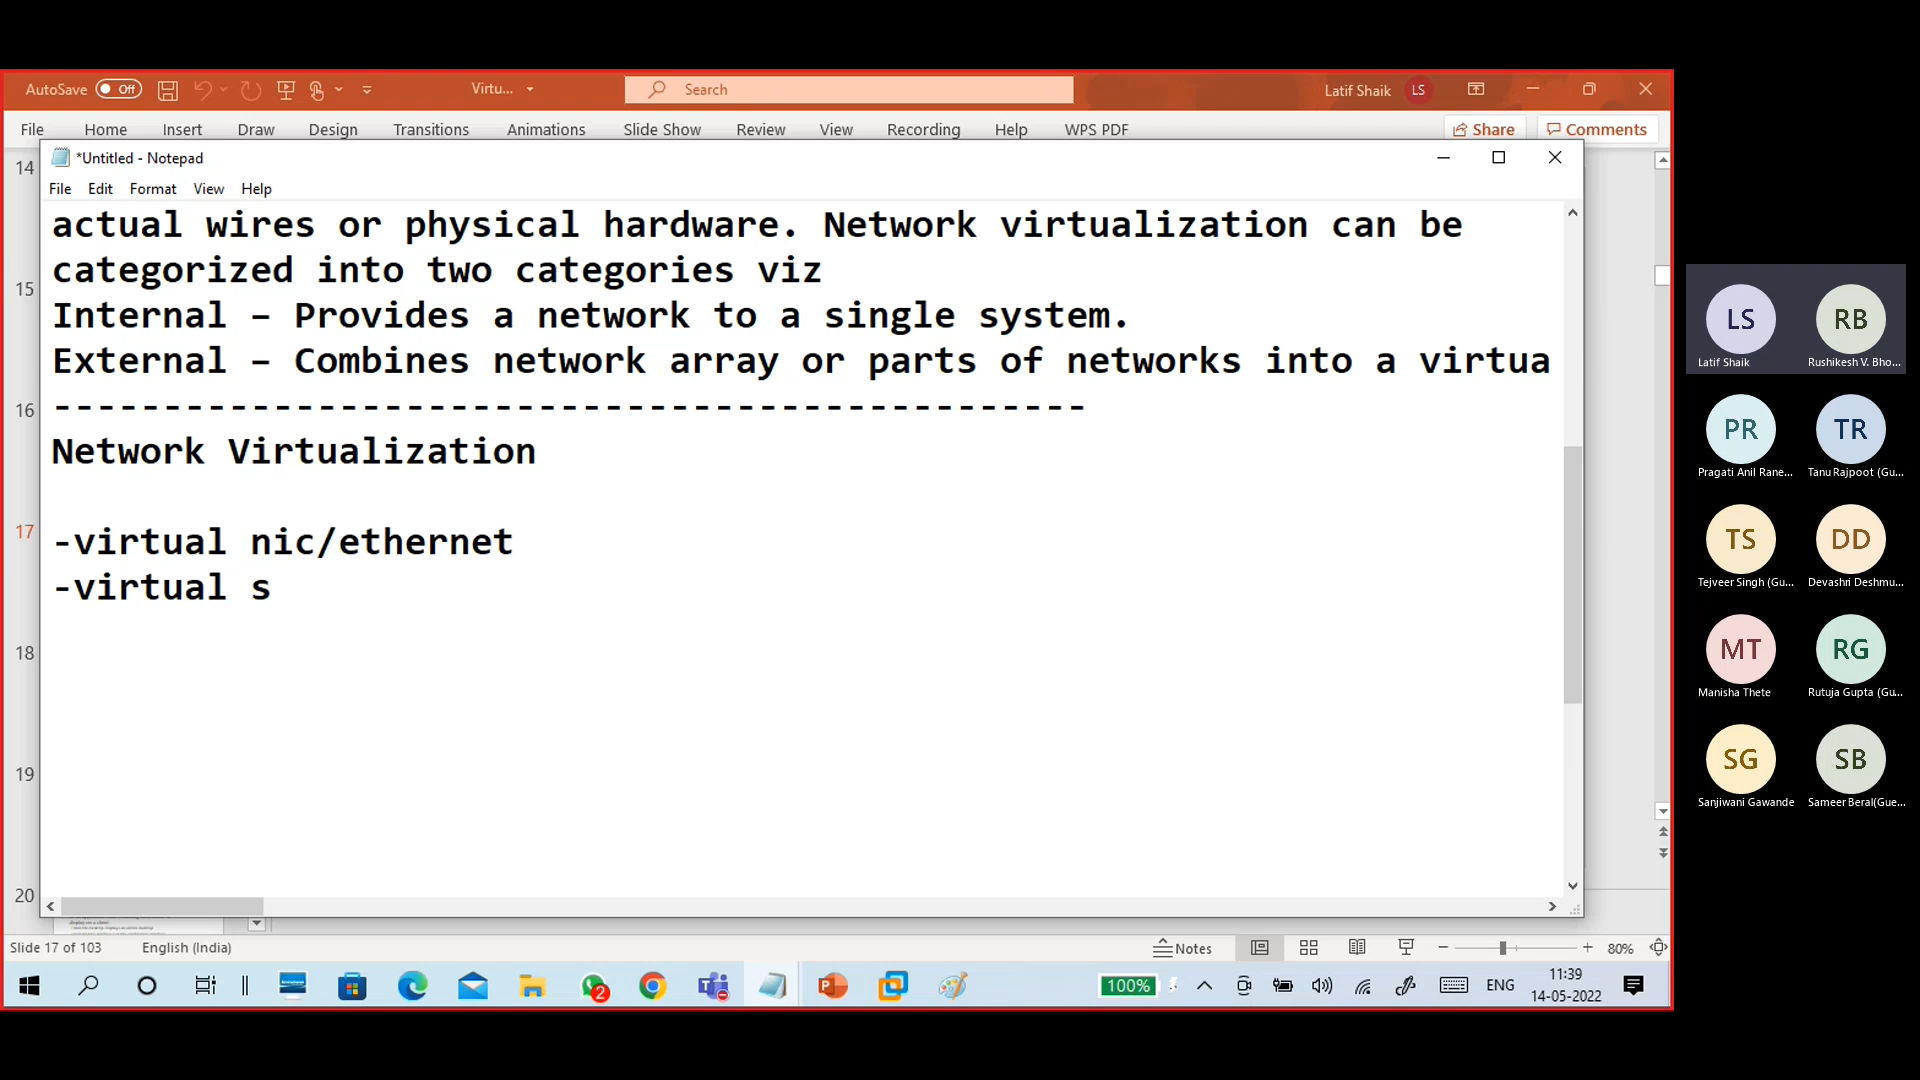 AutoSave Off Virtu... Search Latif Shaik LS
File Home Insert Draw Design Transitions Animations Slide Show Review View Recording Help WPS PDF Share Comments
*Untitled - Notepad
File Edit Format View Help
actual wires or physical hardware. Network virtualization can be
categorized into two categories viz
Internal – Provides a network to a single system.
External – Combines network array or parts of networks into a virtua
-----------------------------------------------
Network Virtualization
-virtual nic/ethernet
-virtual s
14
15
16
17
18
19
20
Slide 17 of 103 English (India) Notes 80%
100% ENG 11:39
14-05-2022
2
LS RB
Latif Shaik Rushikesh V. Bho...
PR TR
Pragati Anil Rane... Tanu Rajpoot (Gu...
TS DD
Tejveer Singh (Gu... Devashri Deshmu...
MT RG
Manisha Thete Rutuja Gupta (Gu...
SG SB
Sanjiwani Gawande Sameer Beral(Gue...